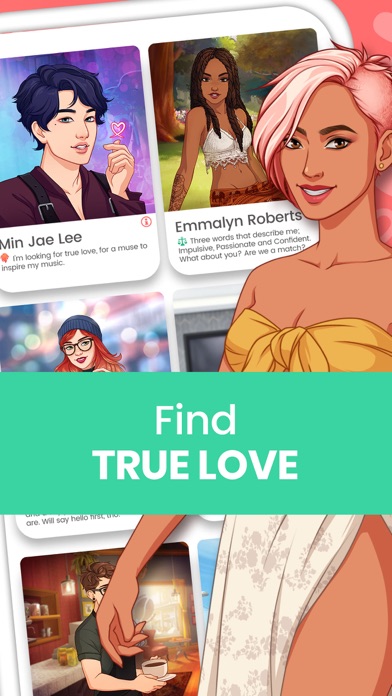 Min Jae Lee
I'm looking for true love, for a muse to
inspire my music.
Emmalyn Roberts
Three words that describe me;
Impulsive, Passionate and Confident.
What about you? Are we a match?
Find
TRUE LOVE
are. Will say hello first, tho.